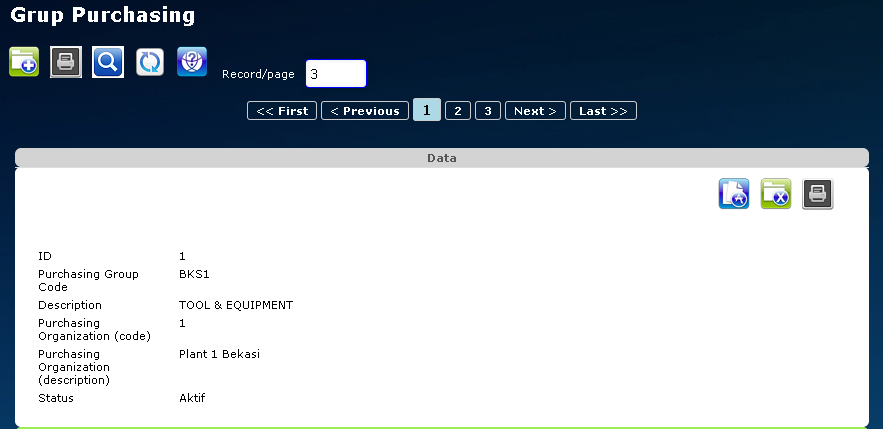 Grup Purchasing
Record/page 3
<< First < Previous 1 2 3 Next > Last >>
Data
ID 1
Purchasing Group BKS1
Code
Description TOOL & EQUIPMENT
Purchasing 1
Organization (code)
Purchasing Plant 1 Bekasi
Organization
(description)
Status Aktif